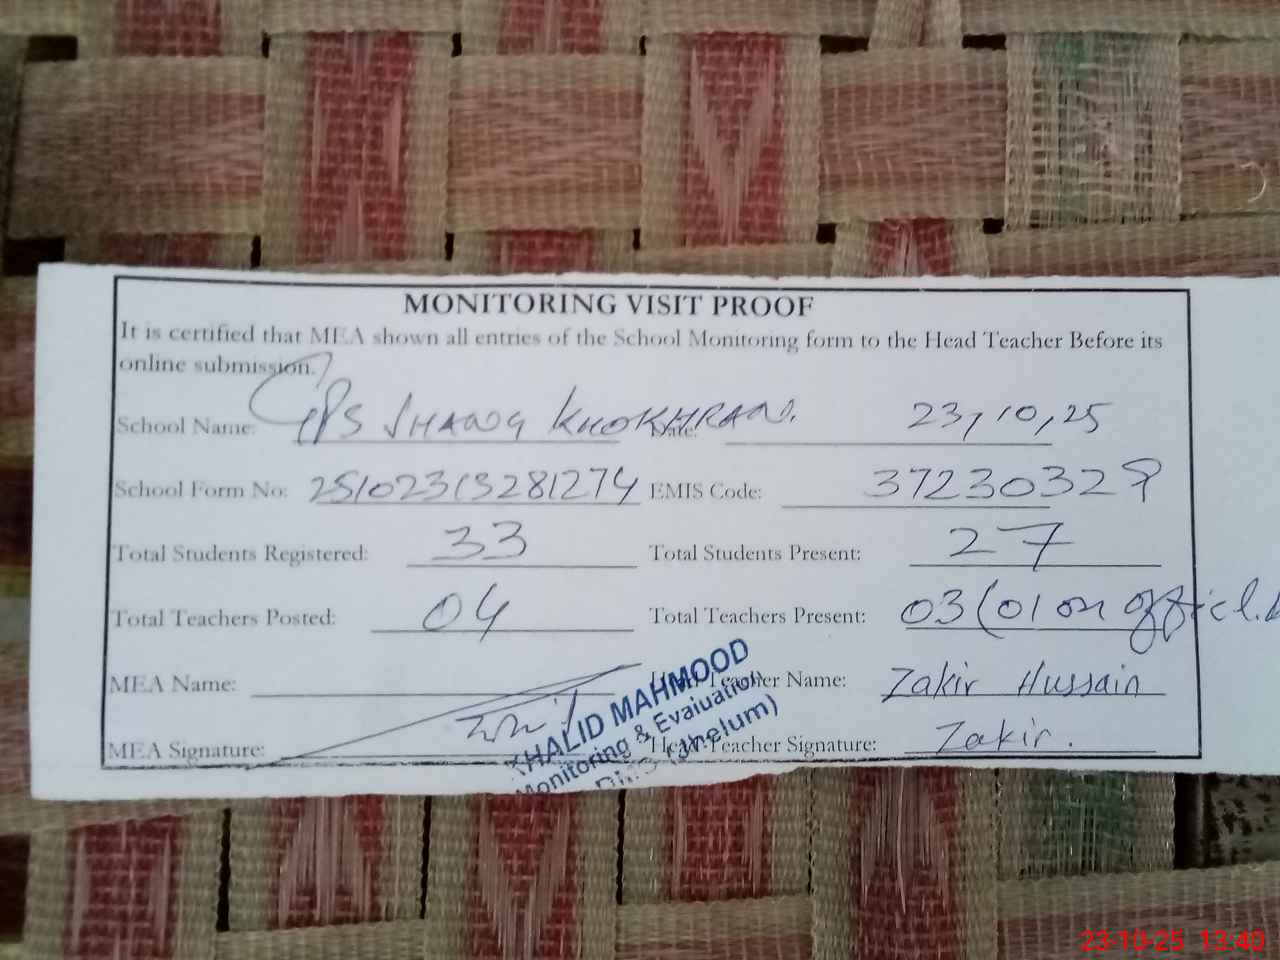 MONITORING VISIT PROOF
It is certified that MEA shown all entries of the School Monitoring form to the Head Teacher Before its
online submission.
School Name: GPS JHANG KHOKHRAN. Date: 23,10,25
School Form No: 25102313281274 EMIS Code: 37230328
Total Students Registered: 33 Total Students Present: 27
Total Teachers Posted: 04 Total Teachers Present: 03 (01 on official.
MEA Name: Head Teacher Name: Zakir Hussain
MEA Signature: Head Teacher Signature: Zakir.
KHALID MAHMOOD
Monitoring & Evaluation
(Jhelum)
23-10-25 13:40